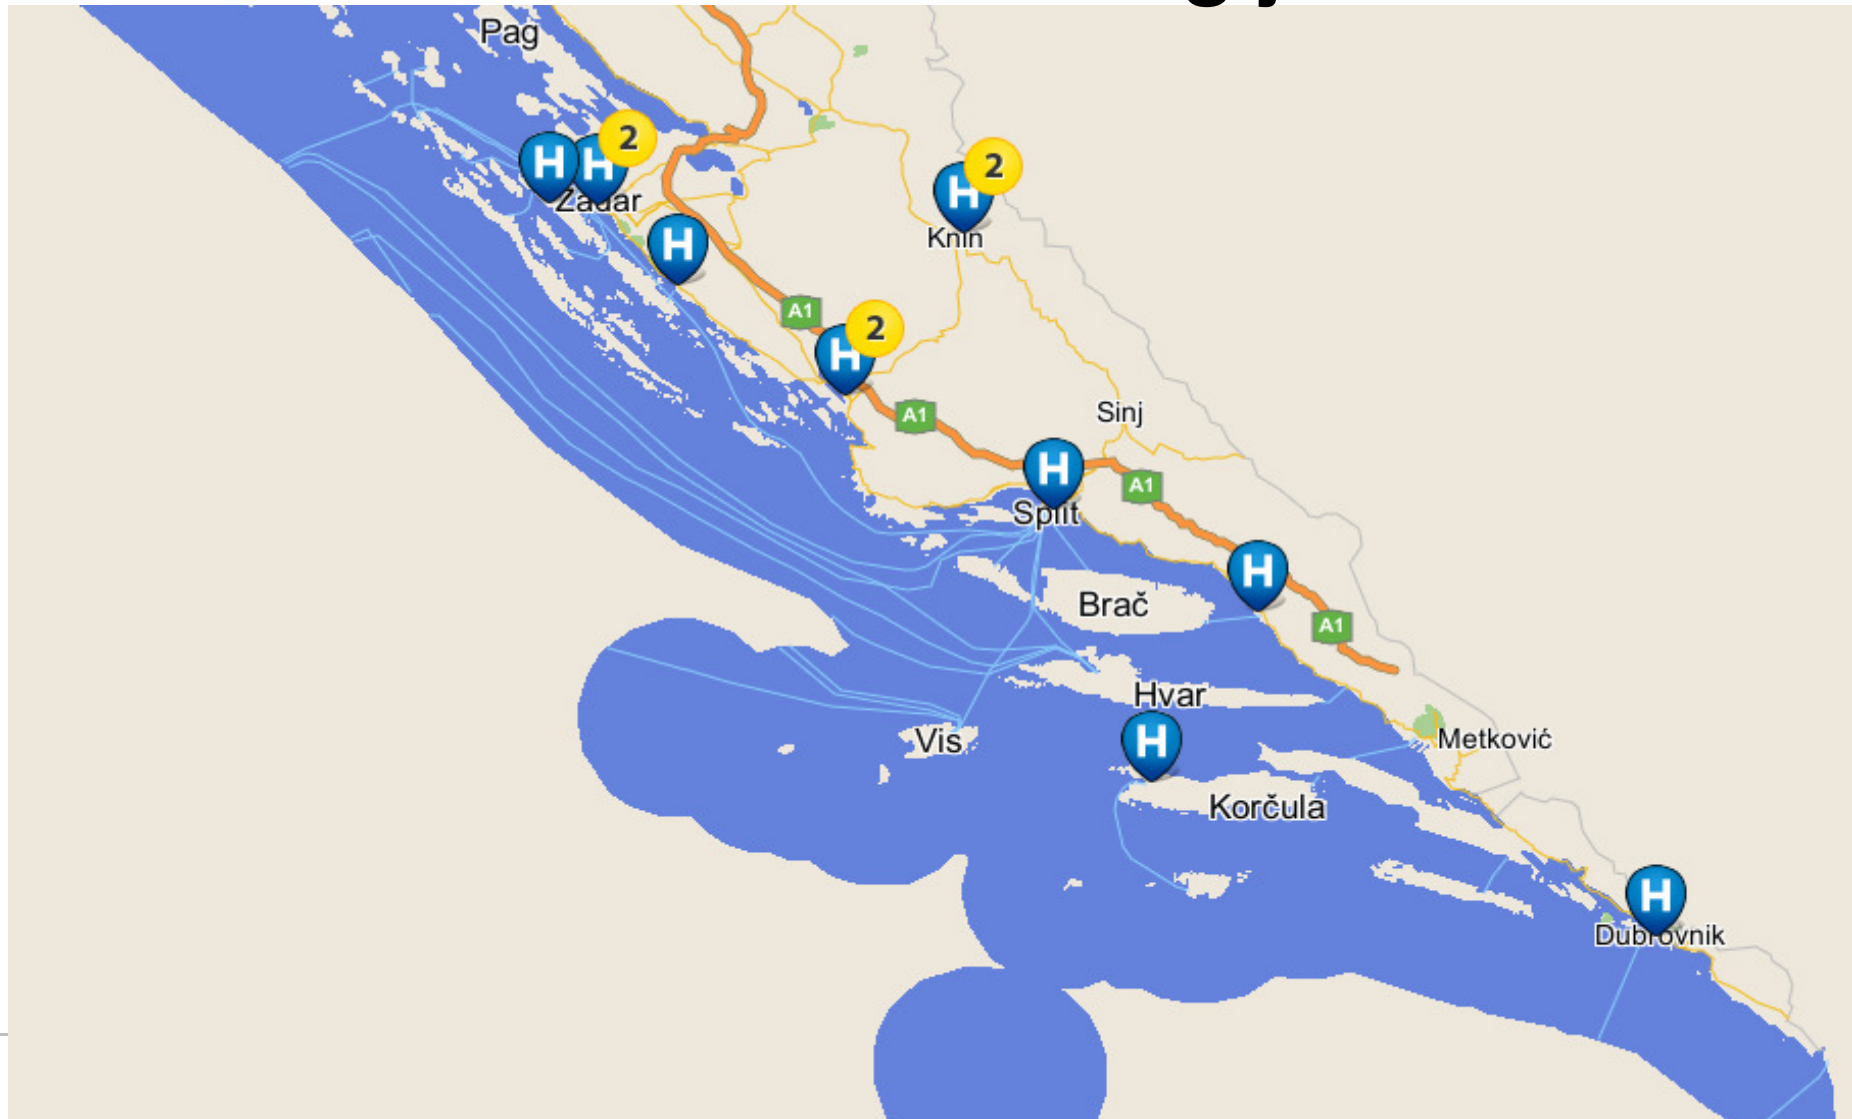 Pag
H
H
2
Zadar
H
2
Knin
H
A1
H
2
A1
Sinj
H
A1
Split
H
Brač
A1
Hvar
H
Vis
Metković
Korčula
H
Dubrovnik